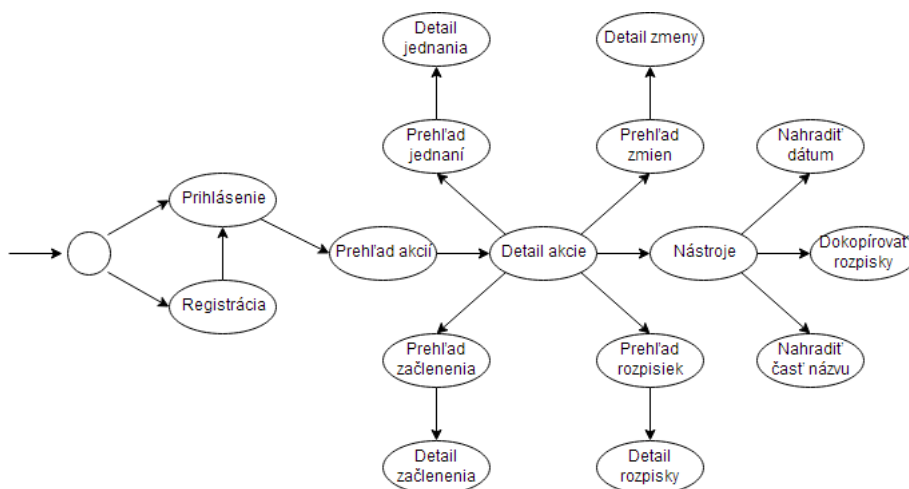 Detail
jednania
Detail zmeny
Prehľad
jednaní
Prehľad
zmien
Nahradiť
dátum
Prihlásenie
Prehľad akcií
Detail akcie
Nástroje
Dokopírovať
rozpisky
Registrácia
Prehľad
začlenenia
Prehľad
rozpisiek
Nahradiť
časť názvu
Detail
začlenenia
Detail
rozpisky